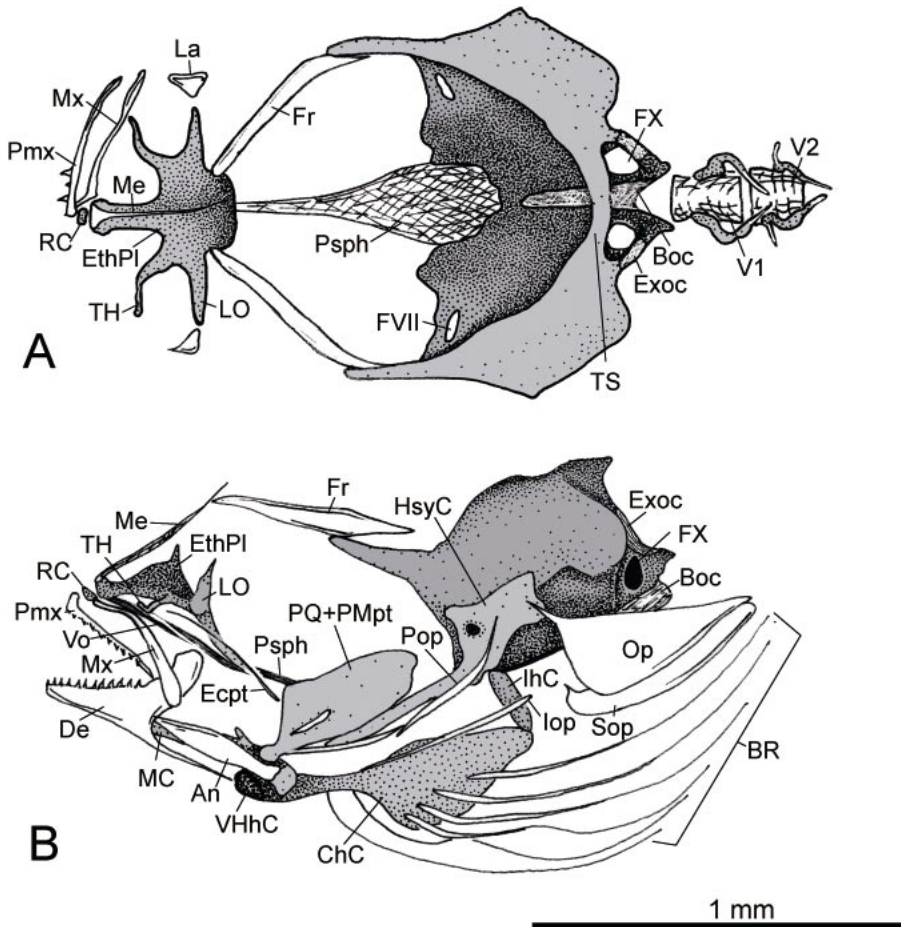 La
Mx
Fr
FX
V2
Pmx
Me
Psph
RC
Boc
V1
EthPl
Exoc
TH
LO
FVII
A
TS
Fr
HsyC
Exoc
Me
FX
TH
EthPl
Boc
RC
LO
PQ+PMpt
Pmx
Pop
Vo
Psph
Op
Mx
IhC
Ecpt
Iop
Sop
De
BR
MC
An
VHhC
B
ChC
1 mm